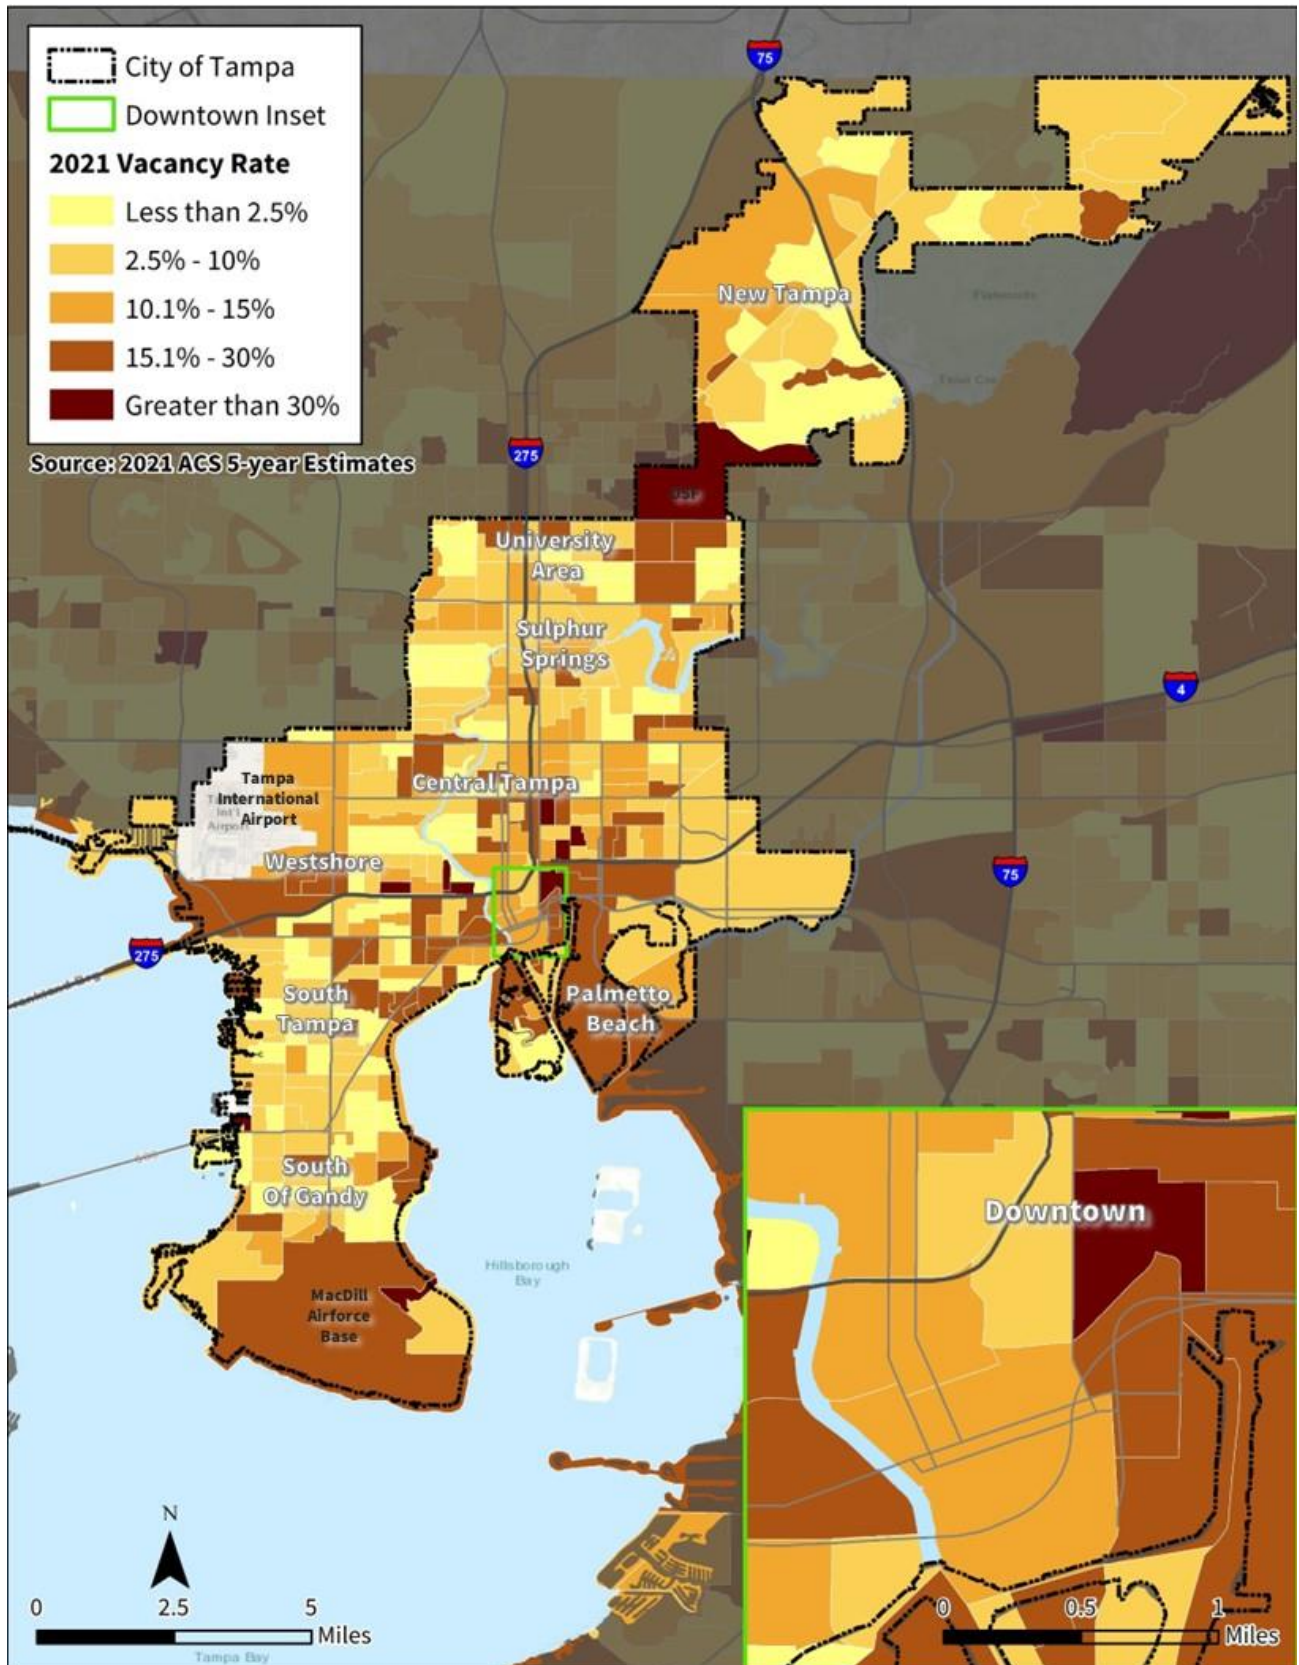 City of Tampa
Downtown Inset
2021 Vacancy Rate
Less than 2.5%
2.5% - 10%
10.1% - 15%
15.1% - 30%
Greater than 30%
Source: 2021 ACS 5-year Estimates
75
New Tampa
275
USF
University
Area
Sulphur
Springs
4
Central Tampa
Tampa
International
Airport
Airport
Westshore
75
275
South
Tampa
Palmetto
Beach
South
Of Gandy
Hillsborough
Bay
MacDill
Airforce
Base
Downtown
N
0 2.5 5
Miles
Tampa Bay
0 0.5 1
Miles